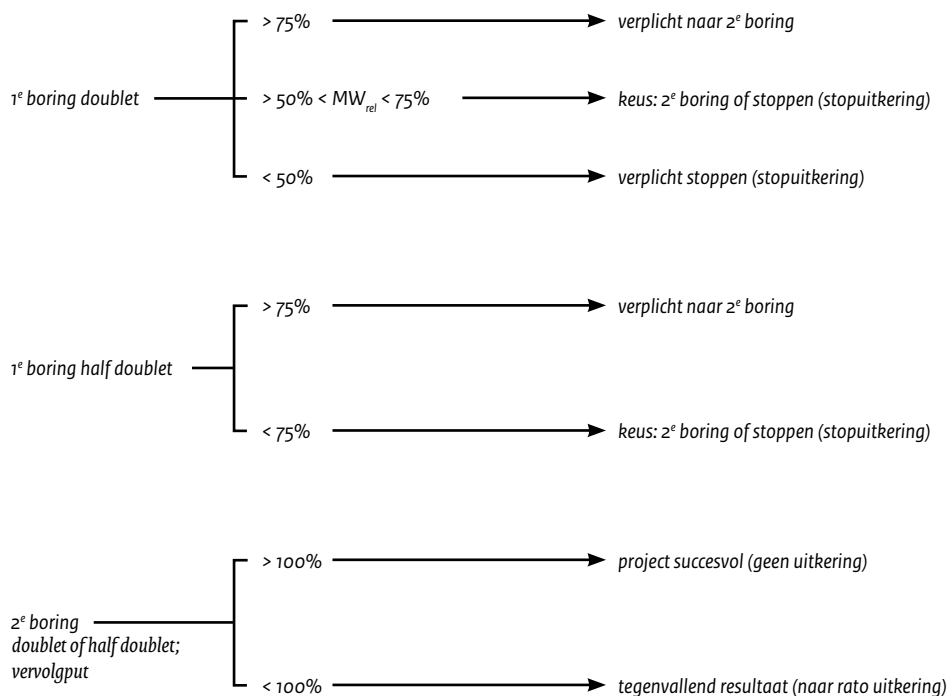 > 75% verplicht naar 2e boring
1e boring doublet > 50% < MWrel < 75% keus: 2e boring of stoppen (stopuitkering)
< 50% verplicht stoppen (stopuitkering)
> 75% verplicht naar 2e boring
1e boring half doublet
< 75% keus: 2e boring of stoppen (stopuitkering)
> 100% project succesvol (geen uitkering)
2e boring
doublet of half doublet;
vervolgput
< 100% tegenvallend resultaat (naar rato uitkering)